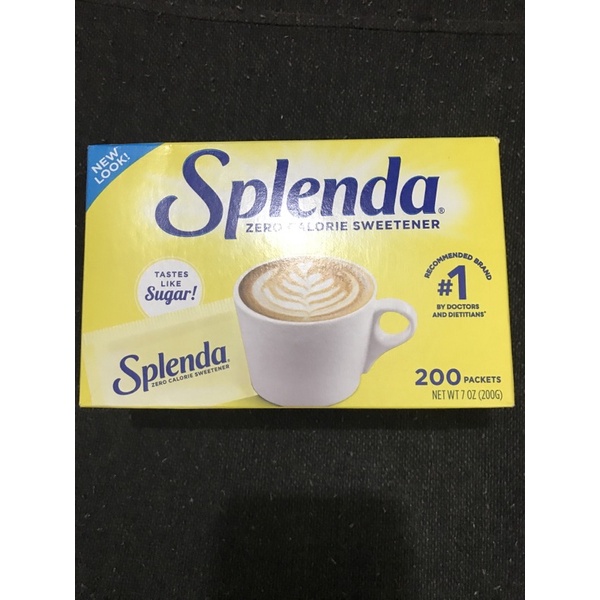 NEW
LOOK!
Splenda®
ZERO CALORIE SWEETENER
TASTES
LIKE
Sugar!
RECOMMENDED BRAND
#1
BY DOCTORS
AND DIETITIANS*
Splenda®
ZERO CALORIE SWEETENER
200 PACKETS
NET WT 7 OZ (200G)